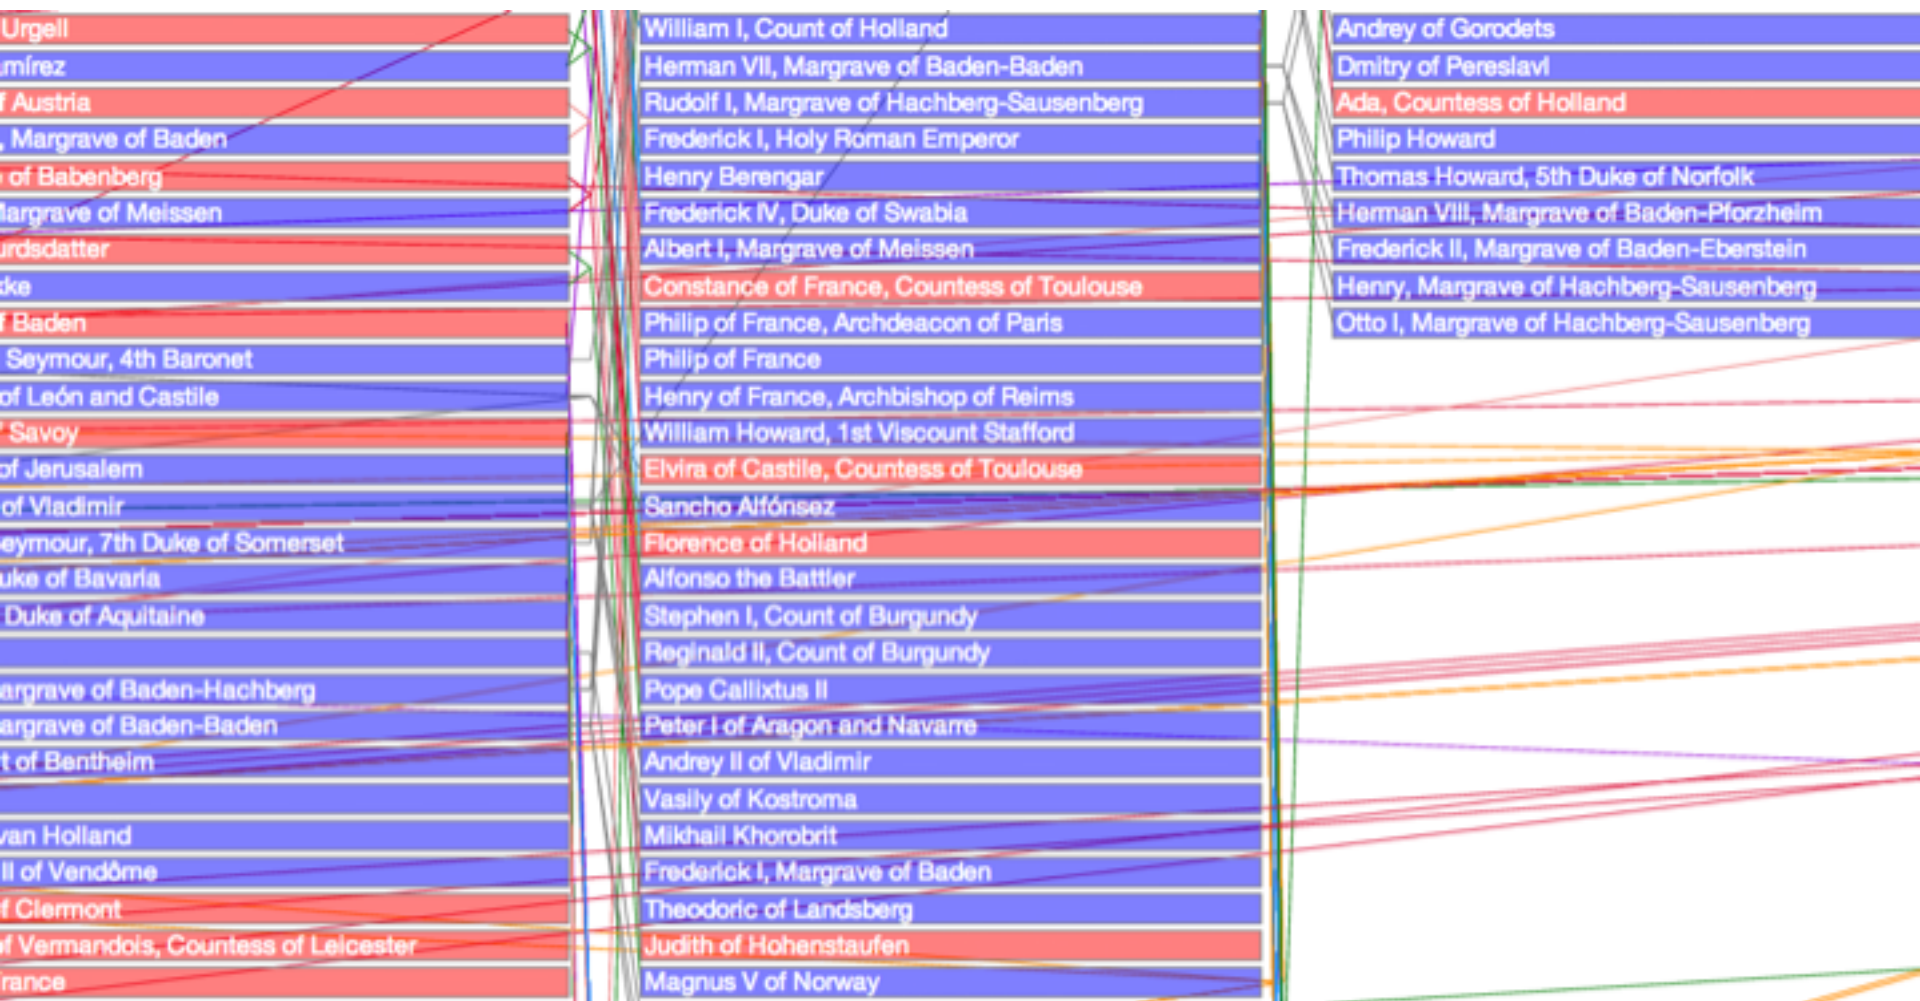 Urgell
amírez
f Austria
, Margrave of Baden
of Babenberg
Margrave of Meissen
urdsdatter
kke
f Baden
Seymour, 4th Baronet
of León and Castile
Savoy
of Jerusalem
of Vladimir
eymour, 7th Duke of Somerset
uke of Bavaria
Duke of Aquitaine
argrave of Baden-Hachberg
argrave of Baden-Baden
t of Bentheim
van Holland
II of Vendôme
f Clermont
of Vermandois, Countess of Leicester
rance
William I, Count of Holland
Herman VII, Margrave of Baden-Baden
Rudolf I, Margrave of Hachberg-Sausenberg
Frederick I, Holy Roman Emperor
Henry Berengar
Frederick IV, Duke of Swabia
Albert I, Margrave of Meissen
Constance of France, Countess of Toulouse
Philip of France, Archdeacon of Paris
Philip of France
Henry of France, Archbishop of Reims
William Howard, 1st Viscount Stafford
Elvira of Castile, Countess of Toulouse
Sancho Alfónsez
Florence of Holland
Alfonso the Battler
Stephen I, Count of Burgundy
Reginald II, Count of Burgundy
Pope Callixtus II
Peter I of Aragon and Navarre
Andrey II of Vladimir
Vasily of Kostroma
Mikhail Khorobrit
Frederick I, Margrave of Baden
Theodoric of Landsberg
Judith of Hohenstaufen
Magnus V of Norway
Andrey of Gorodets
Dmitry of Pereslavl
Ada, Countess of Holland
Philip Howard
Thomas Howard, 5th Duke of Norfolk
Herman VIII, Margrave of Baden-Pforzheim
Frederick II, Margrave of Baden-Eberstein
Henry, Margrave of Hachberg-Sausenberg
Otto I, Margrave of Hachberg-Sausenberg